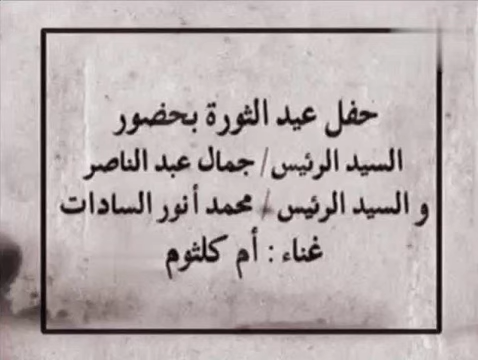 حفل عيد الثورة بحضور
السيد الرئيس/ جمال عبد الناصر
و السيد الرئيس / محمد أنور السادات
غناء : أم كلثوم